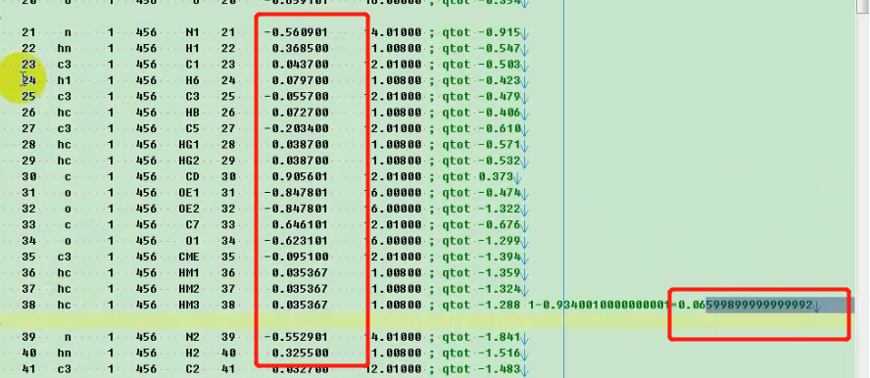 20 o 1 456 O 20 -0.659101 16.00000 ; qtot -0.354
21 n 1 456 N1 21 -0.560901 14.01000 ; qtot -0.915
22 hn 1 456 H1 22 0.368500 1.00800 ; qtot -0.547
23 c3 1 456 C1 23 0.043700 12.01000 ; qtot -0.503
24 h1 1 456 H6 24 0.079700 1.00800 ; qtot -0.423
25 c3 1 456 C3 25 -0.055700 12.01000 ; qtot -0.479
26 hc 1 456 HB 26 0.072700 1.00800 ; qtot -0.406
27 c3 1 456 C5 27 -0.203400 12.01000 ; qtot -0.610
28 hc 1 456 HG1 28 0.038700 1.00800 ; qtot -0.571
29 hc 1 456 HG2 29 0.038700 1.00800 ; qtot -0.532
30 c 1 456 CD 30 0.905601 12.01000 ; qtot 0.373
31 o 1 456 OE1 31 -0.847801 16.00000 ; qtot -0.474
32 o 1 456 OE2 32 -0.847801 16.00000 ; qtot -1.322
33 c 1 456 C7 33 0.646101 12.01000 ; qtot -0.676
34 o 1 456 O1 34 -0.623101 16.00000 ; qtot -1.299
35 c3 1 456 CME 35 -0.095100 12.01000 ; qtot -1.394
36 hc 1 456 HM1 36 0.035367 1.00800 ; qtot -1.359
37 hc 1 456 HM2 37 0.035367 1.00800 ; qtot -1.324
38 hc 1 456 HM3 38 0.035367 1.00800 ; qtot -1.288 1-0.9340010000000001=0.06599899999999992
39 n 1 456 N2 39 -0.552901 14.01000 ; qtot -1.841
40 hn 1 456 H2 40 0.325500 1.00800 ; qtot -1.516
41 c3 1 456 C2 41 0.032700 12.01000 ; qtot -1.483